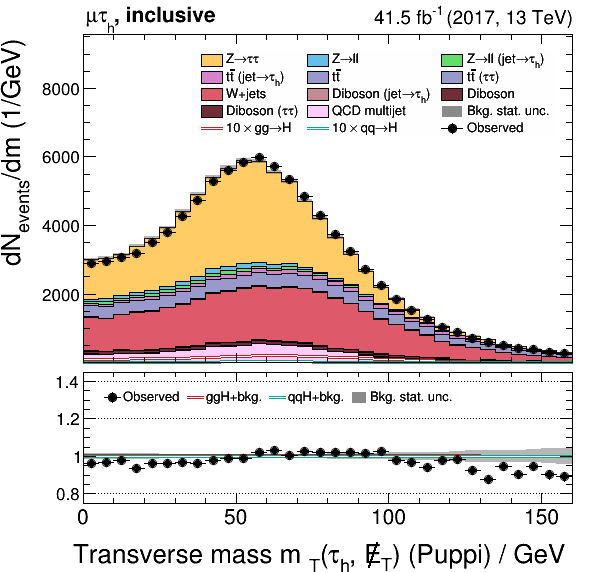 μτₕ, inclusive 41.5 fb⁻¹ (2017, 13 TeV)
dN_events/dm (1/GeV)
8000
6000
4000
2000
Z→ττ Z→ll Z→ll (jet→τₕ)
tt̄ (jet→τₕ) tt̄ tt̄ (ττ)
W+jets Diboson (jet→τₕ) Diboson
Diboson (ττ) QCD multijet Bkg. stat. unc.
10 × gg→H 10 × qq→H Observed
1.4
1.2
1
0.8
Observed ggH+bkg. qqH+bkg. Bkg. stat. unc.
0 50 100 150
Transverse mass m_T(τₕ, E̸_T) (Puppi) / GeV